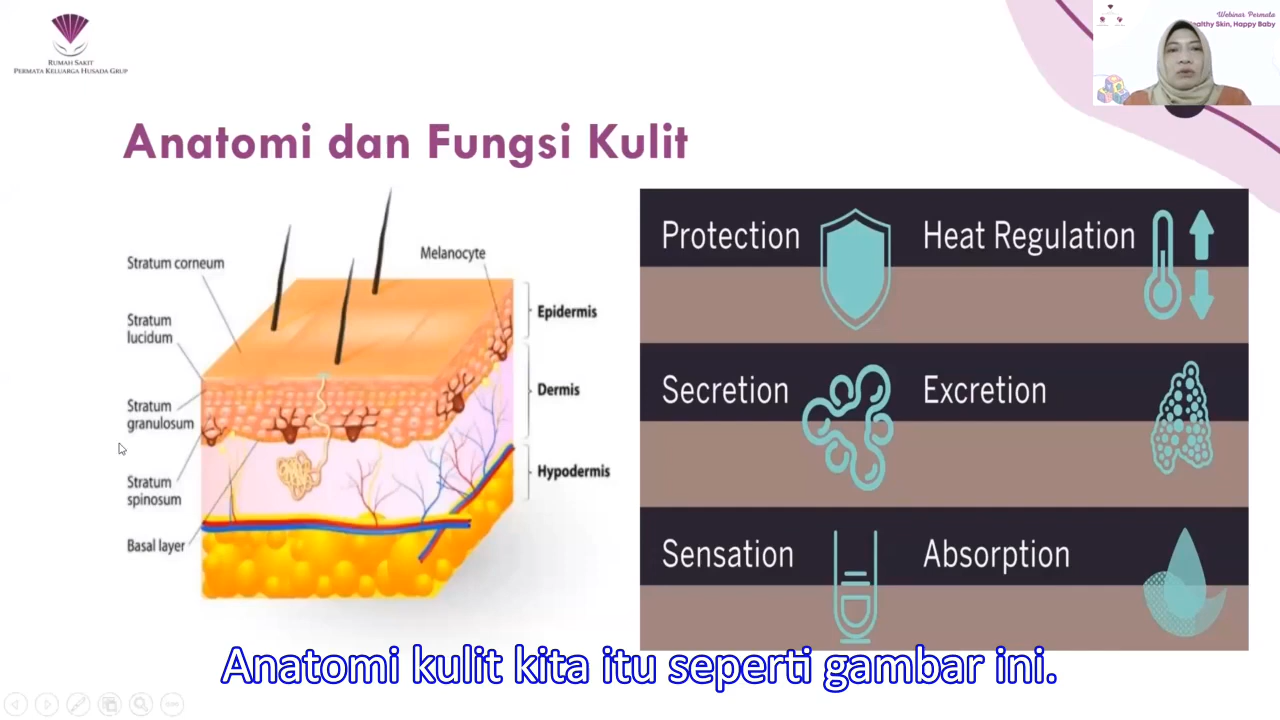 RUMAH SAKIT
PERMATA KELUARGA HUSADA GRUP
Webinar Permata
Healthy Skin, Happy Baby
Anatomi dan Fungsi Kulit
Stratum corneum
Stratum
lucidum
Stratum
granulosum
Stratum
spinosum
Basal layer
Melanocyte
Epidermis
Dermis
Hypodermis
Protection
Heat Regulation
Secretion
Excretion
Sensation
Absorption
Anatomi kulit kita itu seperti gambar ini.